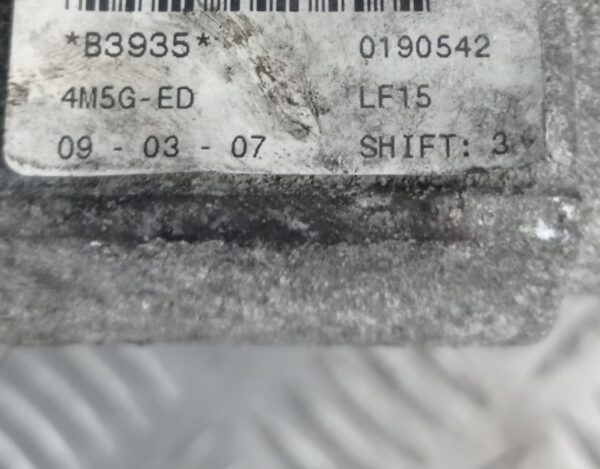 *B3935* 0190542
4M5G-ED LF15
09 - 03 - 07 SHIFT: 3